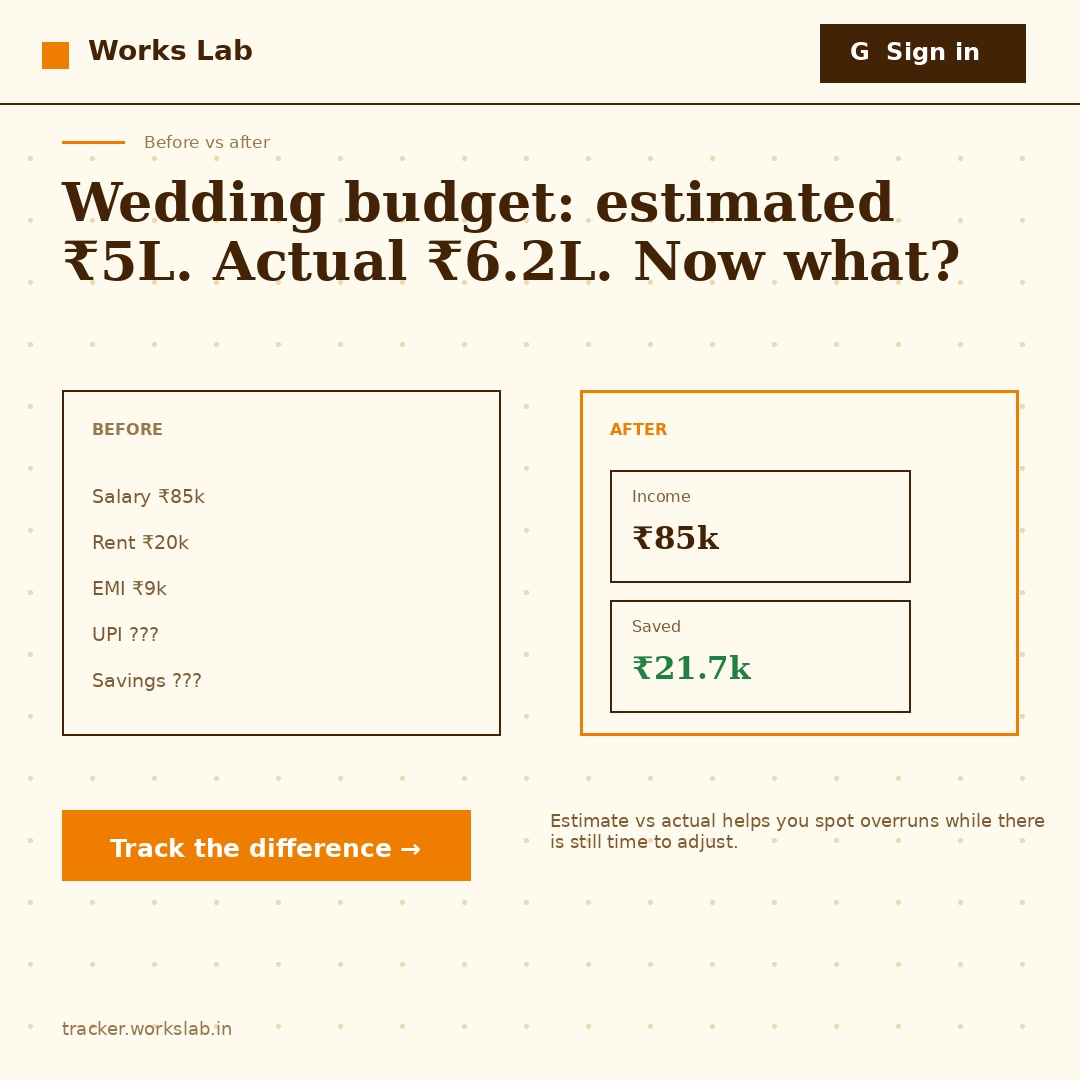 Works Lab
G Sign in
Before vs after
Wedding budget: estimated
₹5L. Actual ₹6.2L. Now what?
BEFORE
Salary ₹85k
Rent ₹20k
EMI ₹9k
UPI ???
Savings ???
AFTER
Income
₹85k
Saved
₹21.7k
Track the difference →
Estimate vs actual helps you spot overruns while there
is still time to adjust.
tracker.workslab.in